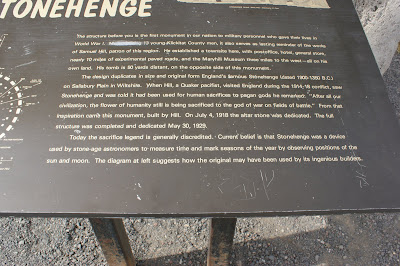 STONEHENGE
The structure before you is the first monument in our nation to military personnel who gave their lives in
World War I. 13 young Klickitat County men, it also serves as lasting reminder of the works
of Samuel Hill, patron of this region. He established a townsite here, with postoffice, hotel, general store,
nearly 10 miles of experimental paved roads, and the Maryhill Museum three miles to the west—all on his
own land. His tomb is 50 yards distant, on the opposite side of this monument.
The design duplicates in size and original form England's famous Stonehenge (dated 1900-1350 B.C.)
on Salisbury Plain in Wiltshire. When Hill, a Quaker pacifist, visited England during the 1914-18 conflict, saw
Stonehenge and was told it had been used for human sacrifice to pagan gods he remarked: "After all our
civilization, the flower of humanity still is being sacrificed to the god of war on fields of battle." From that
inspiration came this monument, built by Hill. On July 4, 1918 the altar stone was dedicated. The full
structure was completed and dedicated May 30, 1929.
Today the sacrifice legend is generally discredited. Current belief is that Stonehenge was a device
used by stone-age astronomers to measure time and mark seasons of the year by observing positions of the
sun and moon. The diagram at left suggests how the original may have been used by its ingenious builders.